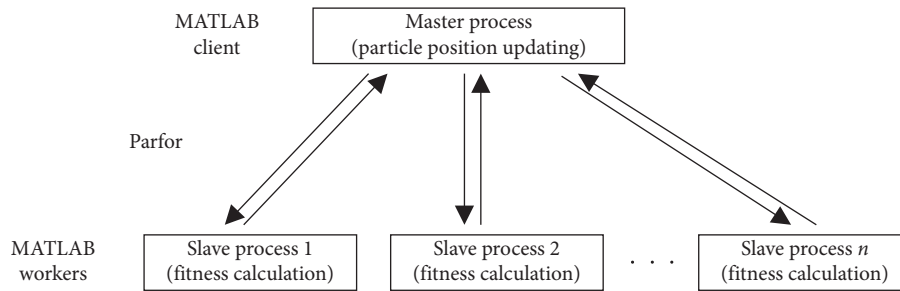 MATLAB
client
Master process
(particle position updating)
Parfor
MATLAB
workers
Slave process 1
(fitness calculation)
Slave process 2
(fitness calculation)
. . .
Slave process n
(fitness calculation)